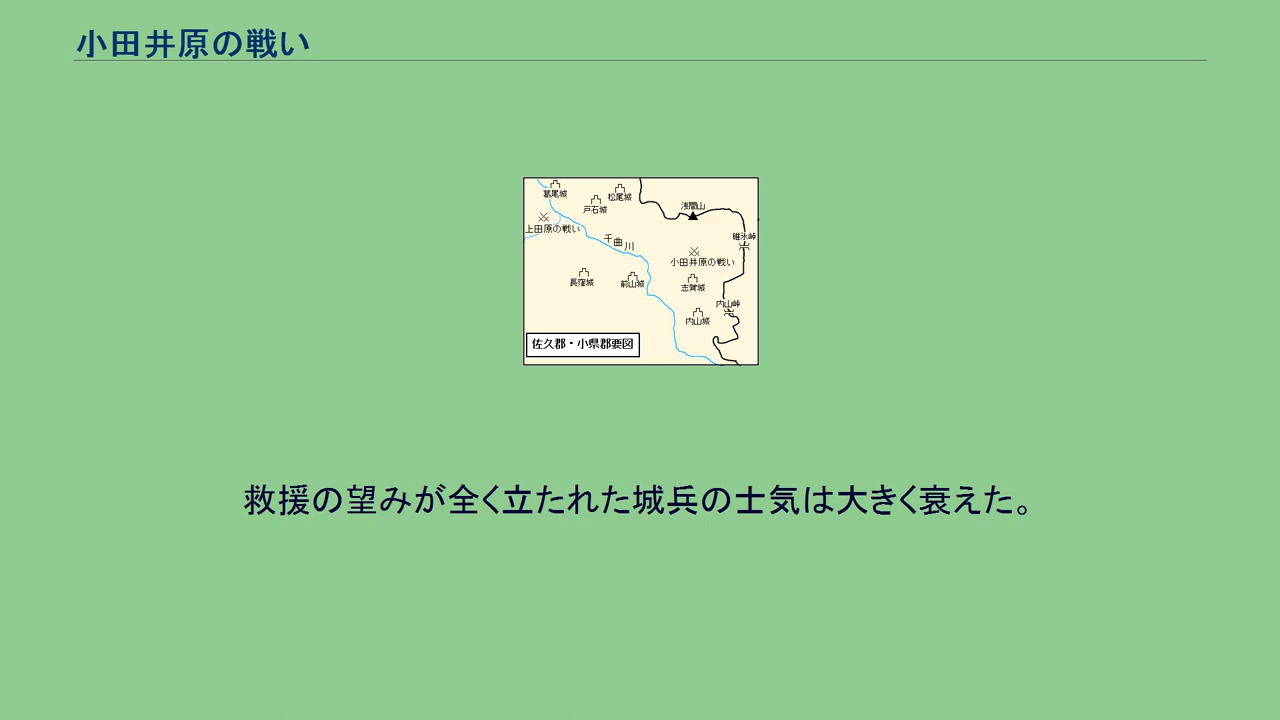 小田井原の戦い
葛尾城
松尾城
戸石城
浅間山
上田原の戦い
千曲川
碓氷峠
小田井原の戦い
長窪城
前山城
志賀城
内山峠
内山城
佐久郡・小県郡要図
救援の望みが全く立たれた城兵の士気は大きく衰えた。